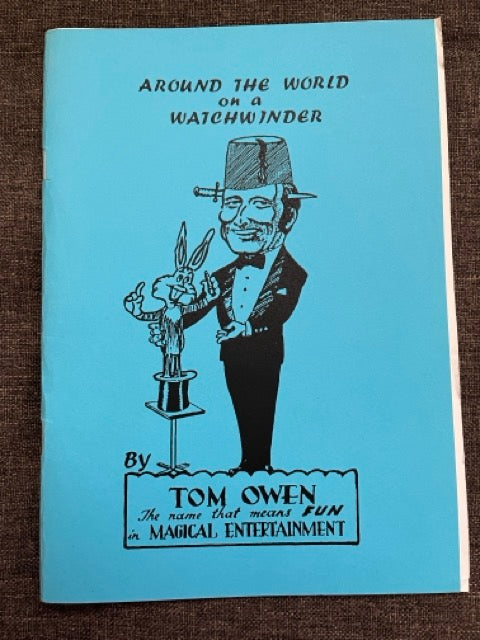 AROUND THE WORLD
on a
WATCHWINDER
By
TOM OWEN
The name that means FUN
in MAGICAL ENTERTAINMENT